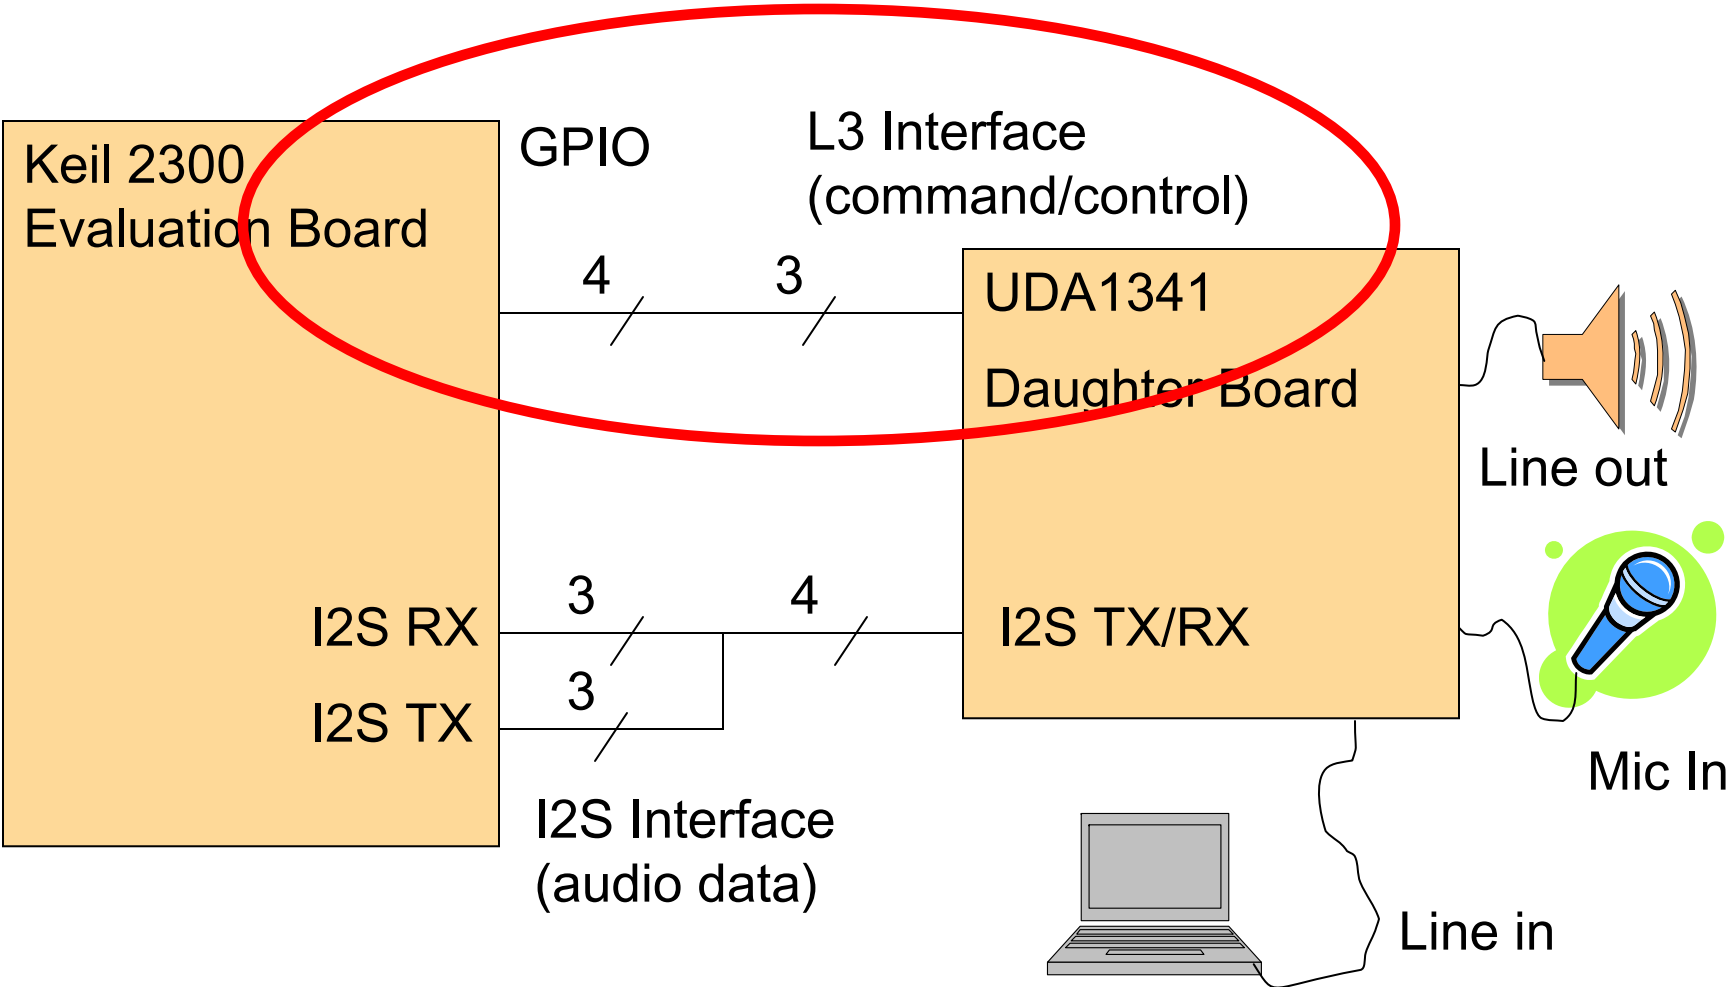 Keil 2300
Evaluation Board
GPIO
L3 Interface
(command/control)
4
3
UDA1341
Daughter Board
Line out
I2S RX
3
4
I2S TX/RX
I2S TX
3
Mic In
I2S Interface
(audio data)
Line in